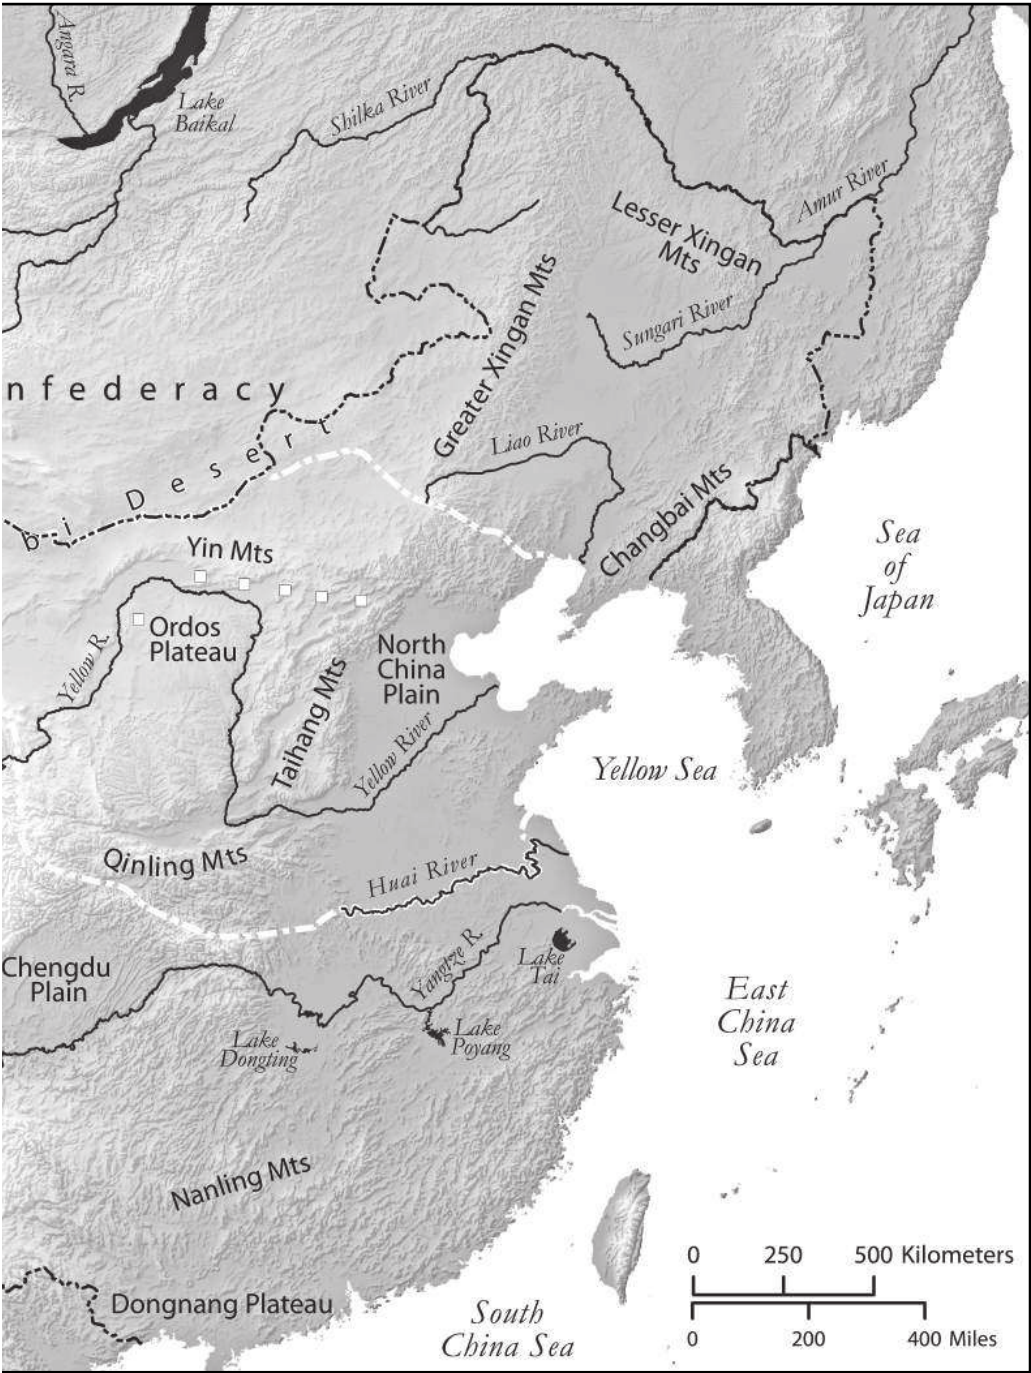 Angara R.
Lake
Baikal
Shilka River
Amur River
Lesser Xingan
Mts
Sungari River
Greater Xingan Mts
nfederacy
bi Desert
Liao River
Changbai Mts
Yin Mts
Sea
of
Japan
Ordos
Plateau
Yellow R.
North
China
Plain
Taihang Mts
Yellow River
Yellow Sea
Qinling Mts
Huai River
Chengdu
Plain
Yangtze R.
Lake
Tai
East
China
Sea
Lake
Dongting
Lake
Poyang
Nanling Mts
0 250 500 Kilometers
Dongnang Plateau
South
China Sea
0 200 400 Miles